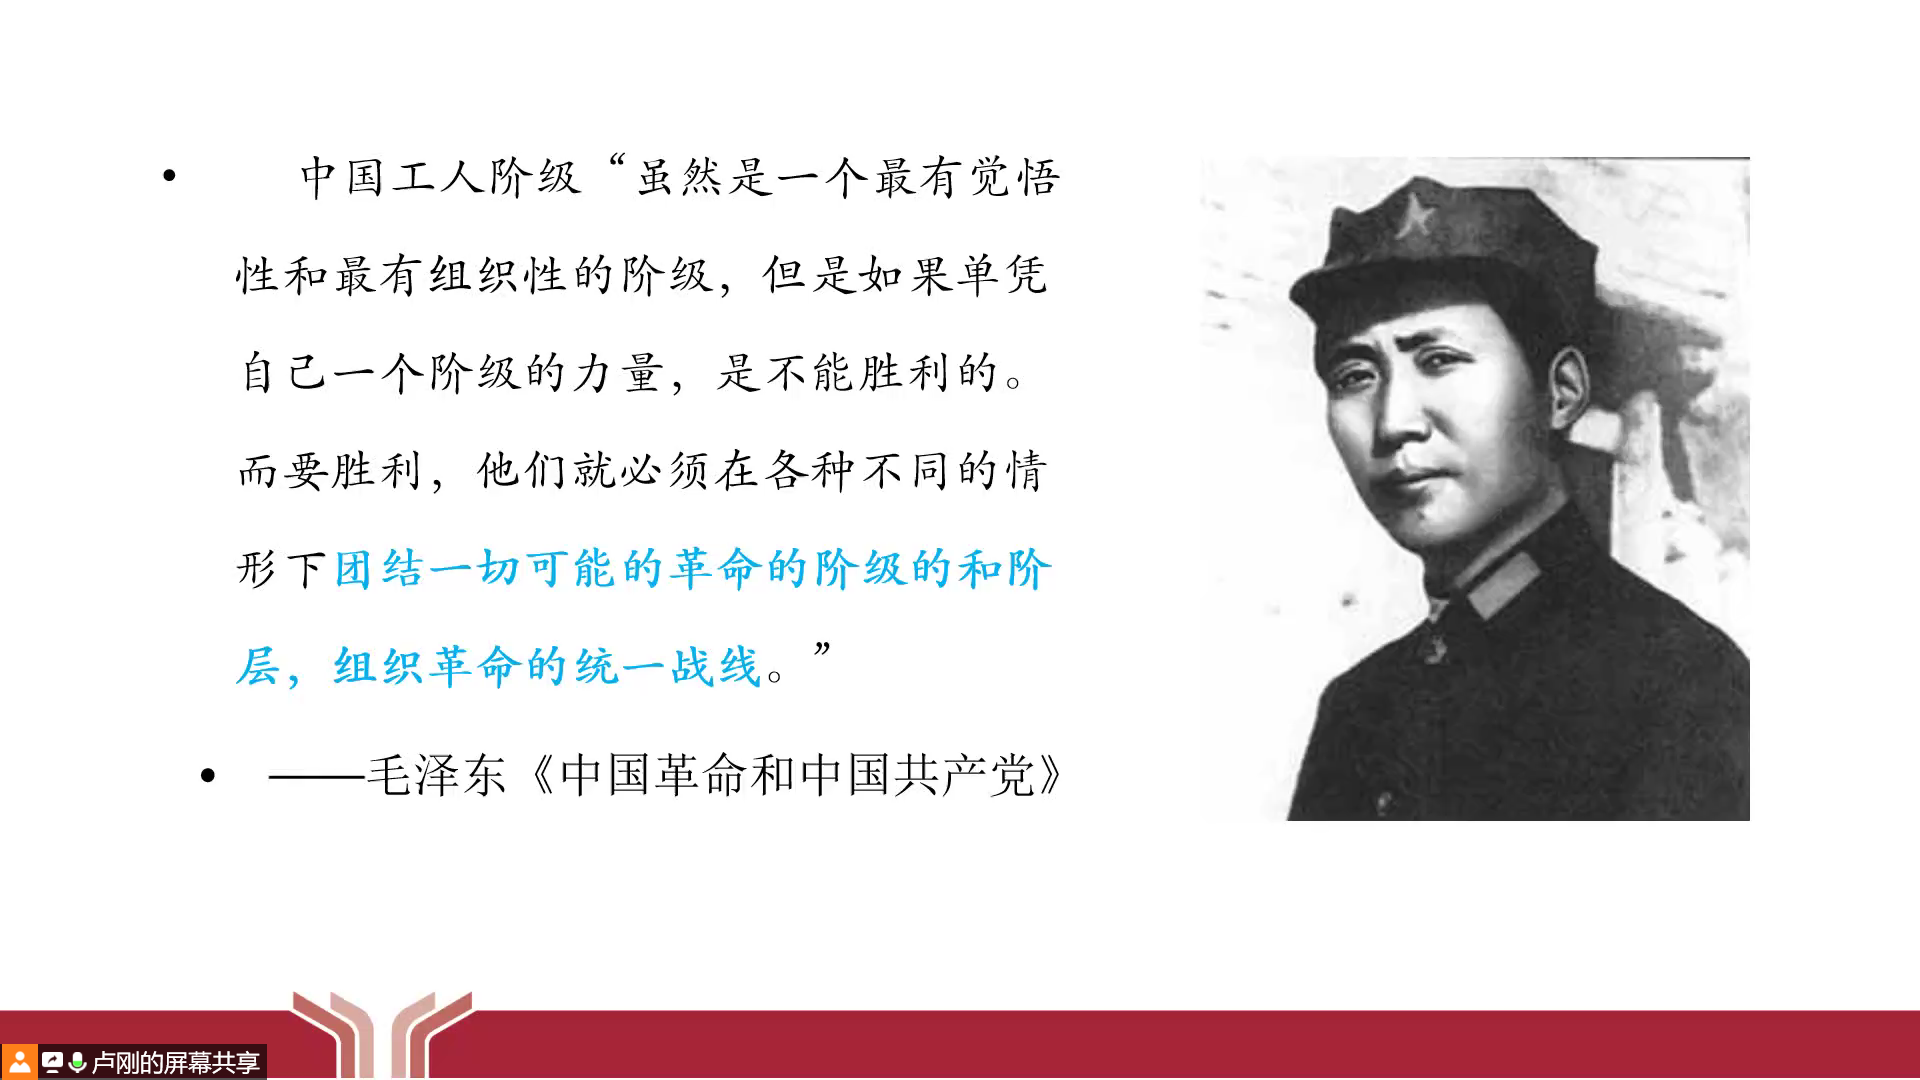 • 中国工人阶级“虽然是一个最有觉悟
性和最有组织性的阶级，但是如果单凭
自己一个阶级的力量，是不能胜利的。
而要胜利，他们就必须在各种不同的情
形下团结一切可能的革命的阶级的和阶
层，组织革命的统一战线。”
• ——毛泽东《中国革命和中国共产党》
卢刚的屏幕共享